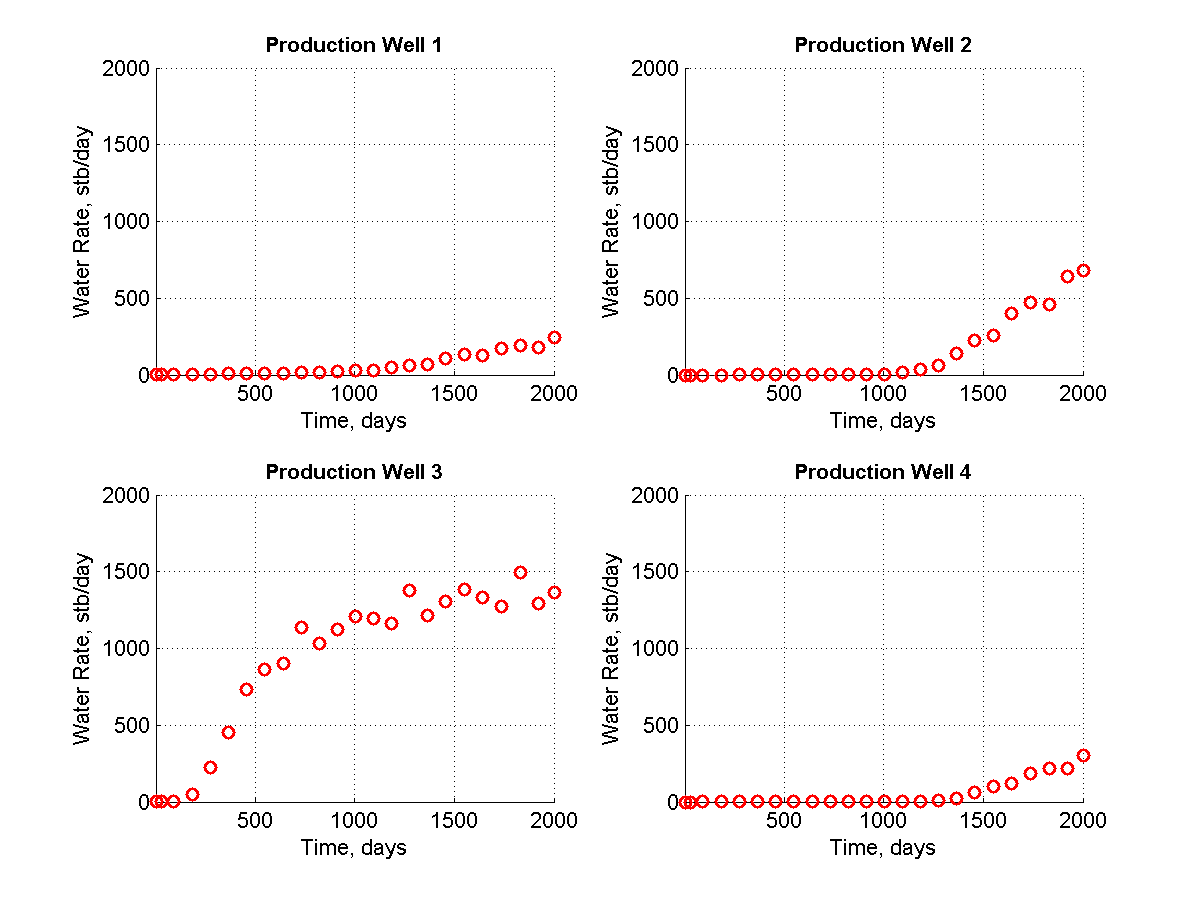 Production Well 1
2000
1500
1000
500
0
Water Rate, stb/day
500 1000 1500 2000
Time, days
Production Well 2
2000
1500
1000
500
0
Water Rate, stb/day
500 1000 1500 2000
Time, days
Production Well 3
2000
1500
1000
500
0
Water Rate, stb/day
500 1000 1500 2000
Time, days
Production Well 4
2000
1500
1000
500
0
Water Rate, stb/day
500 1000 1500 2000
Time, days